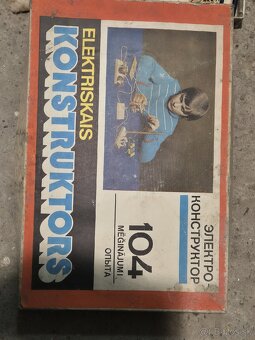 ELEKTRISKAIS
KONSTRUKTORS
ЭЛЕКТРО
КОНСТРУКТОР
104
MĒĢINĀJUMI
ОПЫТА